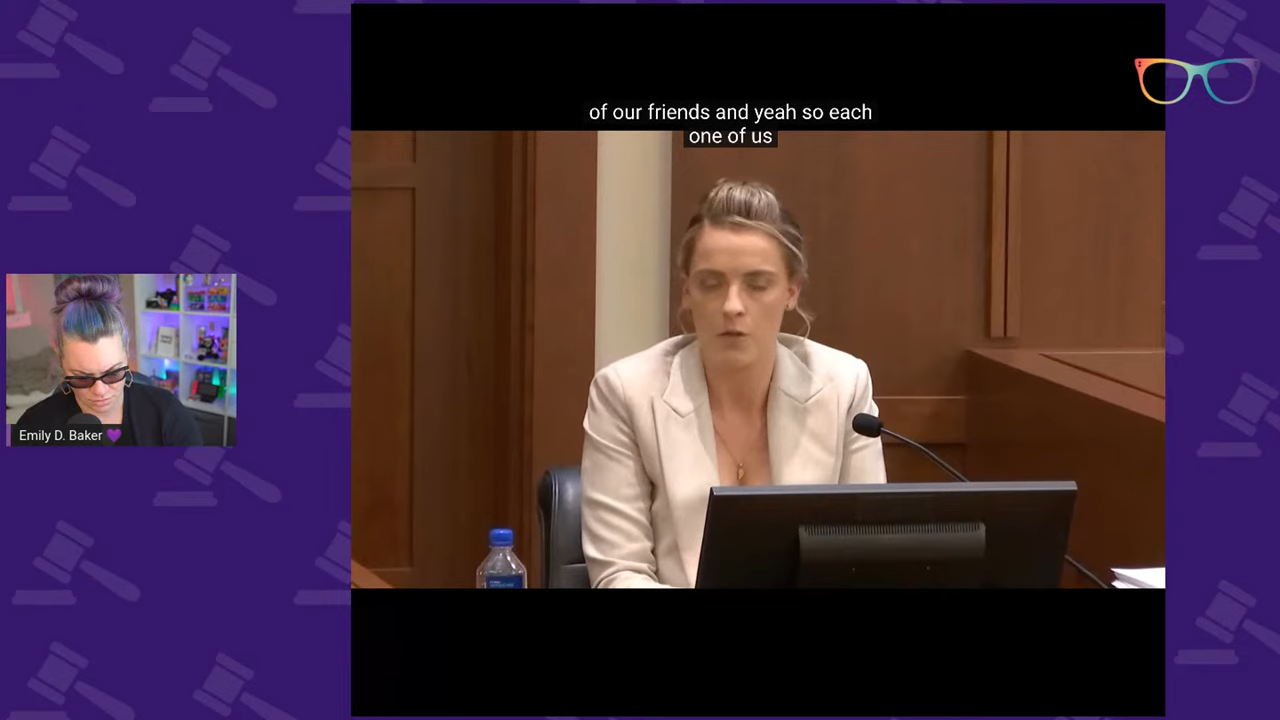 of our friends and yeah so each
one of us
Emily D. Baker 💜